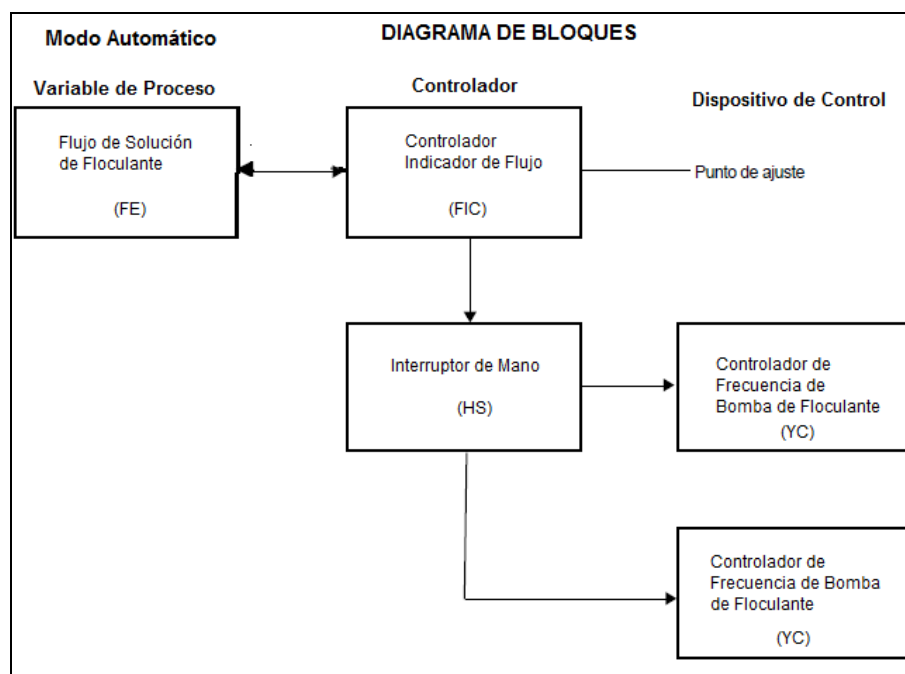 Modo Automático
DIAGRAMA DE BLOQUES
Variable de Proceso
Controlador
Dispositivo de Control
Flujo de Solución
de Floculante
(FE)
Controlador
Indicador de Flujo
(FIC)
Punto de ajuste
Interruptor de Mano
(HS)
Controlador de
Frecuencia de
Bomba de Floculante
(YC)
Controlador de
Frecuencia de Bomba
de Floculante
(YC)